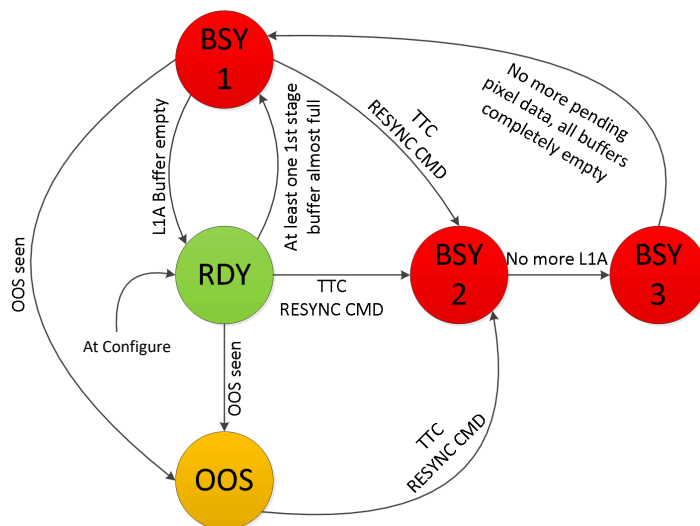 BSY
1
No more pending
pixel data, all buffers
completely empty
TTC
RESYNC CMD
L1A Buffer empty
At least one 1st stage
buffer almost full
OOS seen
RDY
TTC
RESYNC CMD
BSY
2
No more L1A
BSY
3
At Configure
OOS seen
TTC
RESYNC CMD
OOS